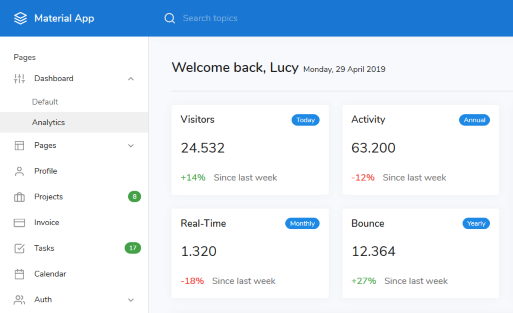 Material App
Search topics
Pages
Dashboard
Default
Analytics
Pages
Profile
Projects 8
Invoice
Tasks 17
Calendar
Auth
Welcome back, Lucy Monday, 29 April 2019
Visitors Today
24.532
+14% Since last week
Activity Annual
63.200
-12% Since last week
Real-Time Monthly
1.320
-18% Since last week
Bounce Yearly
12.364
+27% Since last week